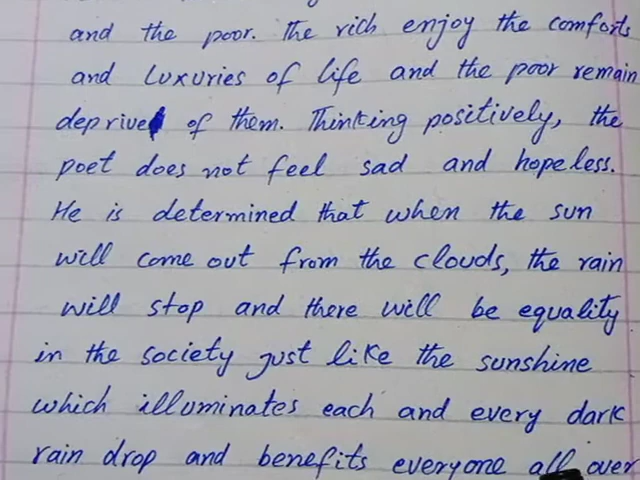 and the poor. The rich enjoy the comforts
and luxuries of life and the poor remain
deprived of them. Thinking positively, the
poet does not feel sad and hopeless.
He is determined that when the sun
will come out from the clouds, the rain
will stop and there will be equality
in the society just like the sunshine
which illuminates each and every dark
rain drop and benefits everyone all over